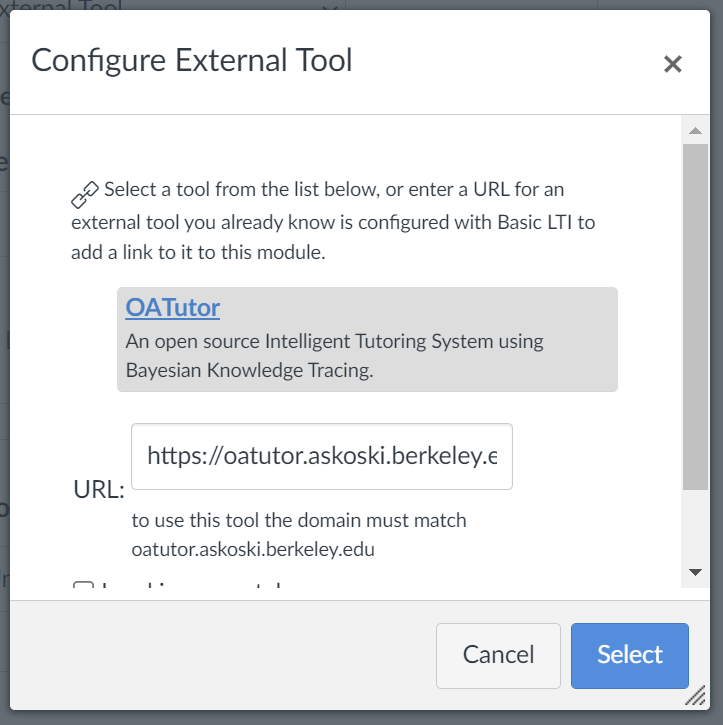 Configure External Tool
Select a tool from the list below, or enter a URL for an
external tool you already know is configured with Basic LTI to
add a link to it to this module.
OATutor
An open source Intelligent Tutoring System using
Bayesian Knowledge Tracing.
https://oatutor.askoski.berkeley.e
URL:
to use this tool the domain must match
oatutor.askoski.berkeley.edu
Cancel
Select